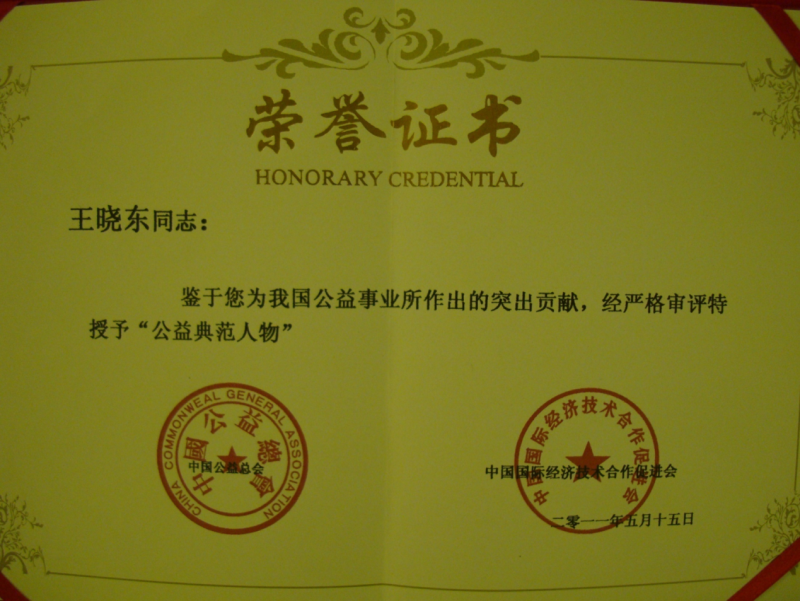 荣誉证书
HONORARY CREDENTIAL
王晓东同志：
鉴于您为我国公益事业所作出的突出贡献，经严格审评特
授予“公益典范人物”
CHINA COMMONWEAL GENERAL ASSOCIATION
中國公益總會
中国公益总会
中国国际经济技术合作促进会
中国国际经济技术合作促进会
二零一一年五月十五日